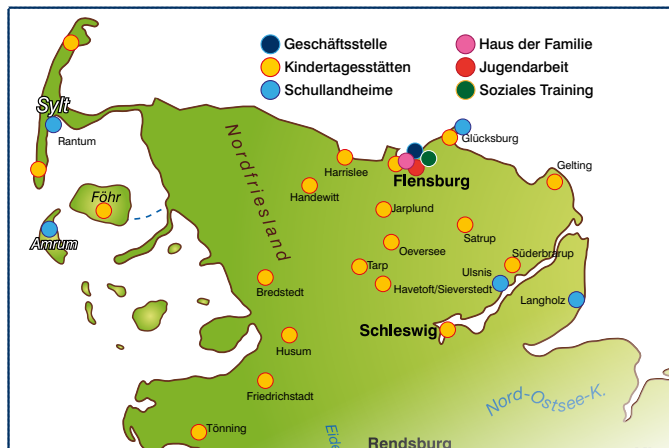 Geschäftsstelle
Kindertagesstätten
Schullandheime
Haus der Familie
Jugendarbeit
Soziales Training
Sylt
Rantum
Nordfriesland
Glücksburg
Harrislee
Flensburg
Gelting
Föhr
Handewitt
Jarplund
Amrum
Satrup
Oeversee
Süderbrarup
Tarp
Ulsnis
Bredstedt
Havetoft/Sieverstedt
Langholz
Schleswig
Husum
Friedrichstadt
Nord-Ostsee-K.
Tönning
Eide
Rendsburg